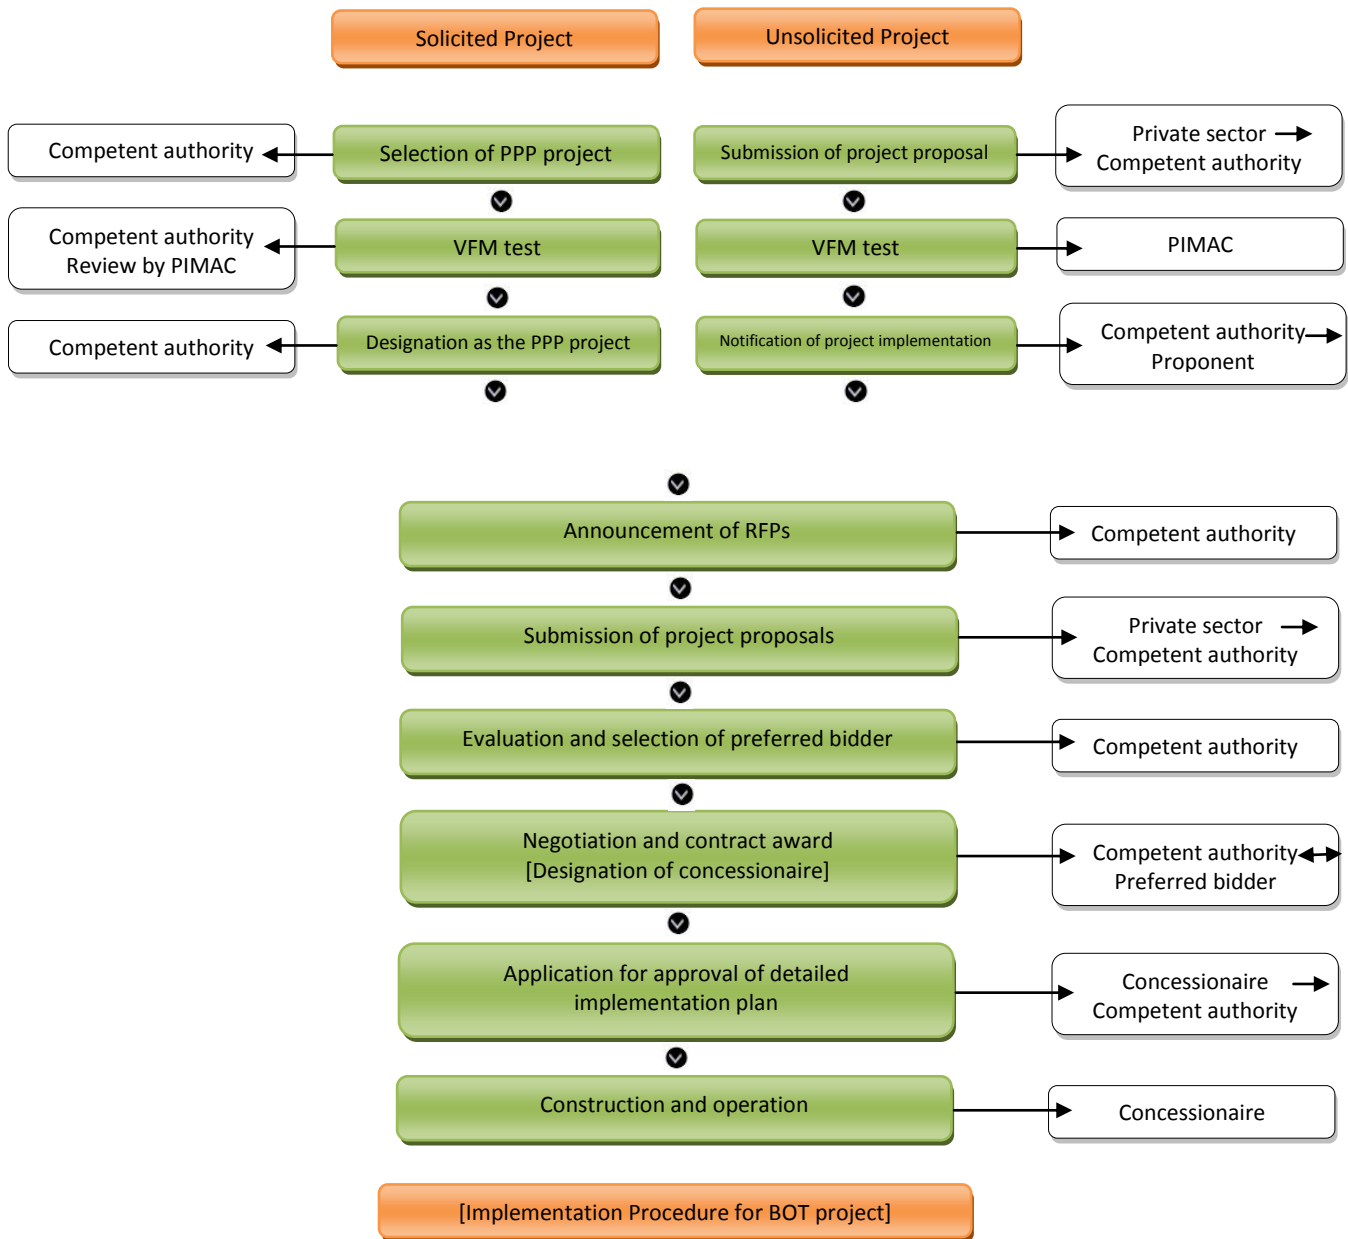 Solicited Project
Unsolicited Project
Competent authority
Selection of PPP project
Submission of project proposal
Private sector
Competent authority
Competent authority
Review by PIMAC
VFM test
VFM test
PIMAC
Competent authority
Designation as the PPP project
Notification of project implementation
Competent authority
Proponent
Announcement of RFPs
Competent authority
Submission of project proposals
Private sector
Competent authority
Evaluation and selection of preferred bidder
Competent authority
Negotiation and contract award
[Designation of concessionaire]
Competent authority
Preferred bidder
Application for approval of detailed
implementation plan
Concessionaire
Competent authority
Construction and operation
Concessionaire
[Implementation Procedure for BOT project]